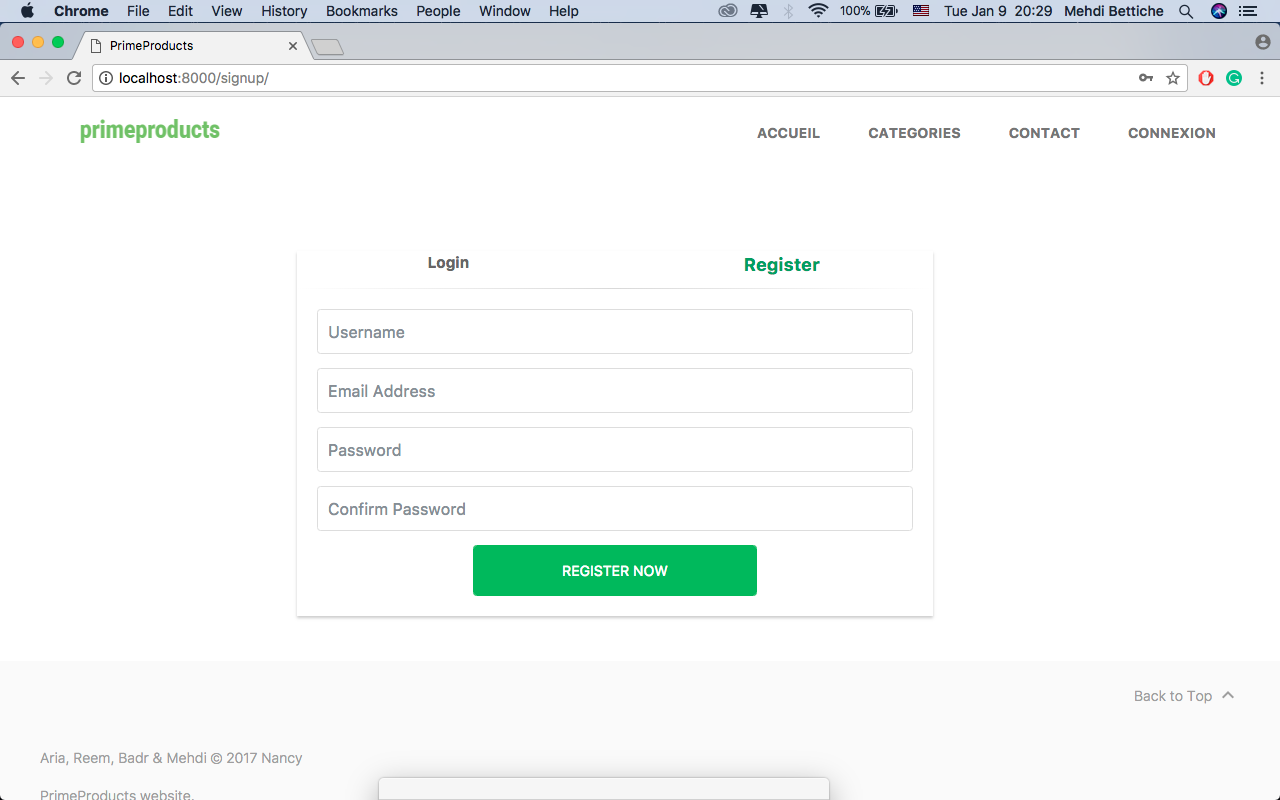 Chrome File Edit View History Bookmarks People Window Help 100% Tue Jan 9 20:29 Mehdi Bettiche
PrimeProducts
localhost:8000/signup/
primeproducts ACCUEIL CATEGORIES CONTACT CONNEXION
Login Register
Username
Email Address
Password
Confirm Password
REGISTER NOW
Back to Top
Aria, Reem, Badr & Mehdi © 2017 Nancy
PrimeProducts website.